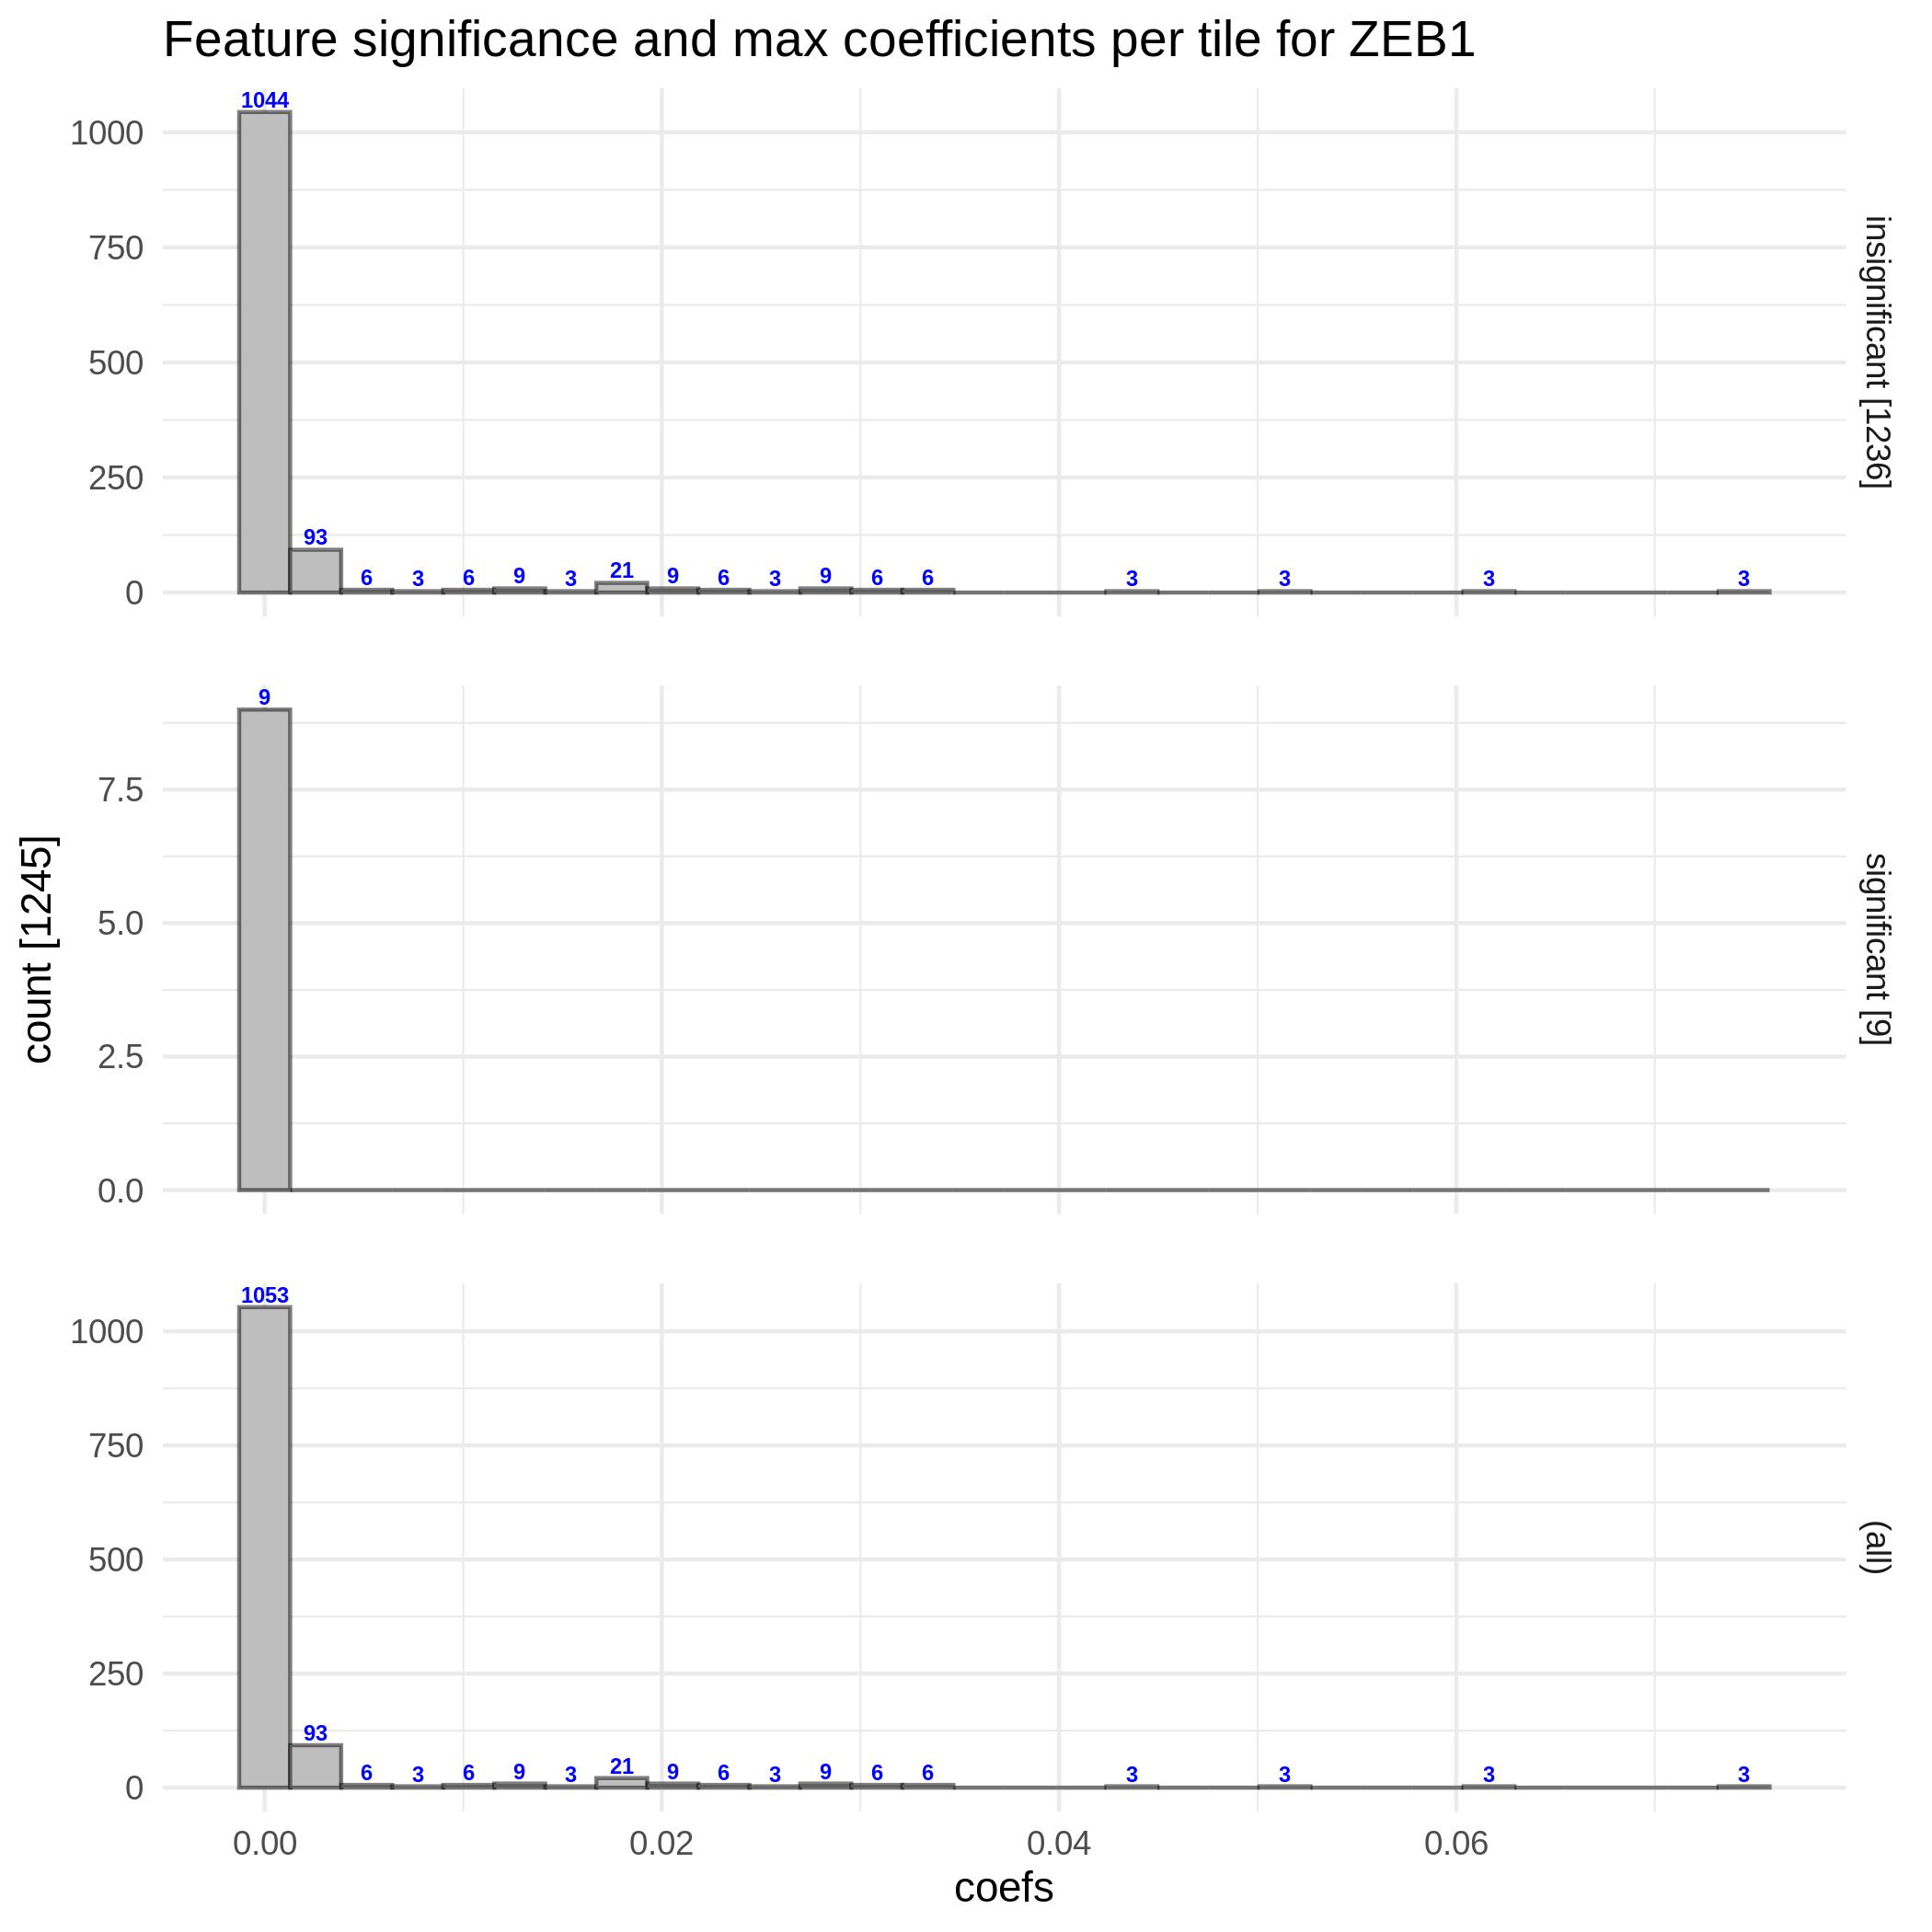 Feature significance and max coefficients per tile for ZEB1
1044
1000
750
500
250
0
93
6 3 6 9 3 21 9 6 3 9 6 6 3 3 3 3
insignificant [1236]
9
7.5
5.0
2.5
0.0
significant [9]
count [1245]
1053
1000
750
500
250
0
93
6 3 6 9 3 21 9 6 3 9 6 6 3 3 3 3
(all)
0.00 0.02 0.04 0.06
coefs